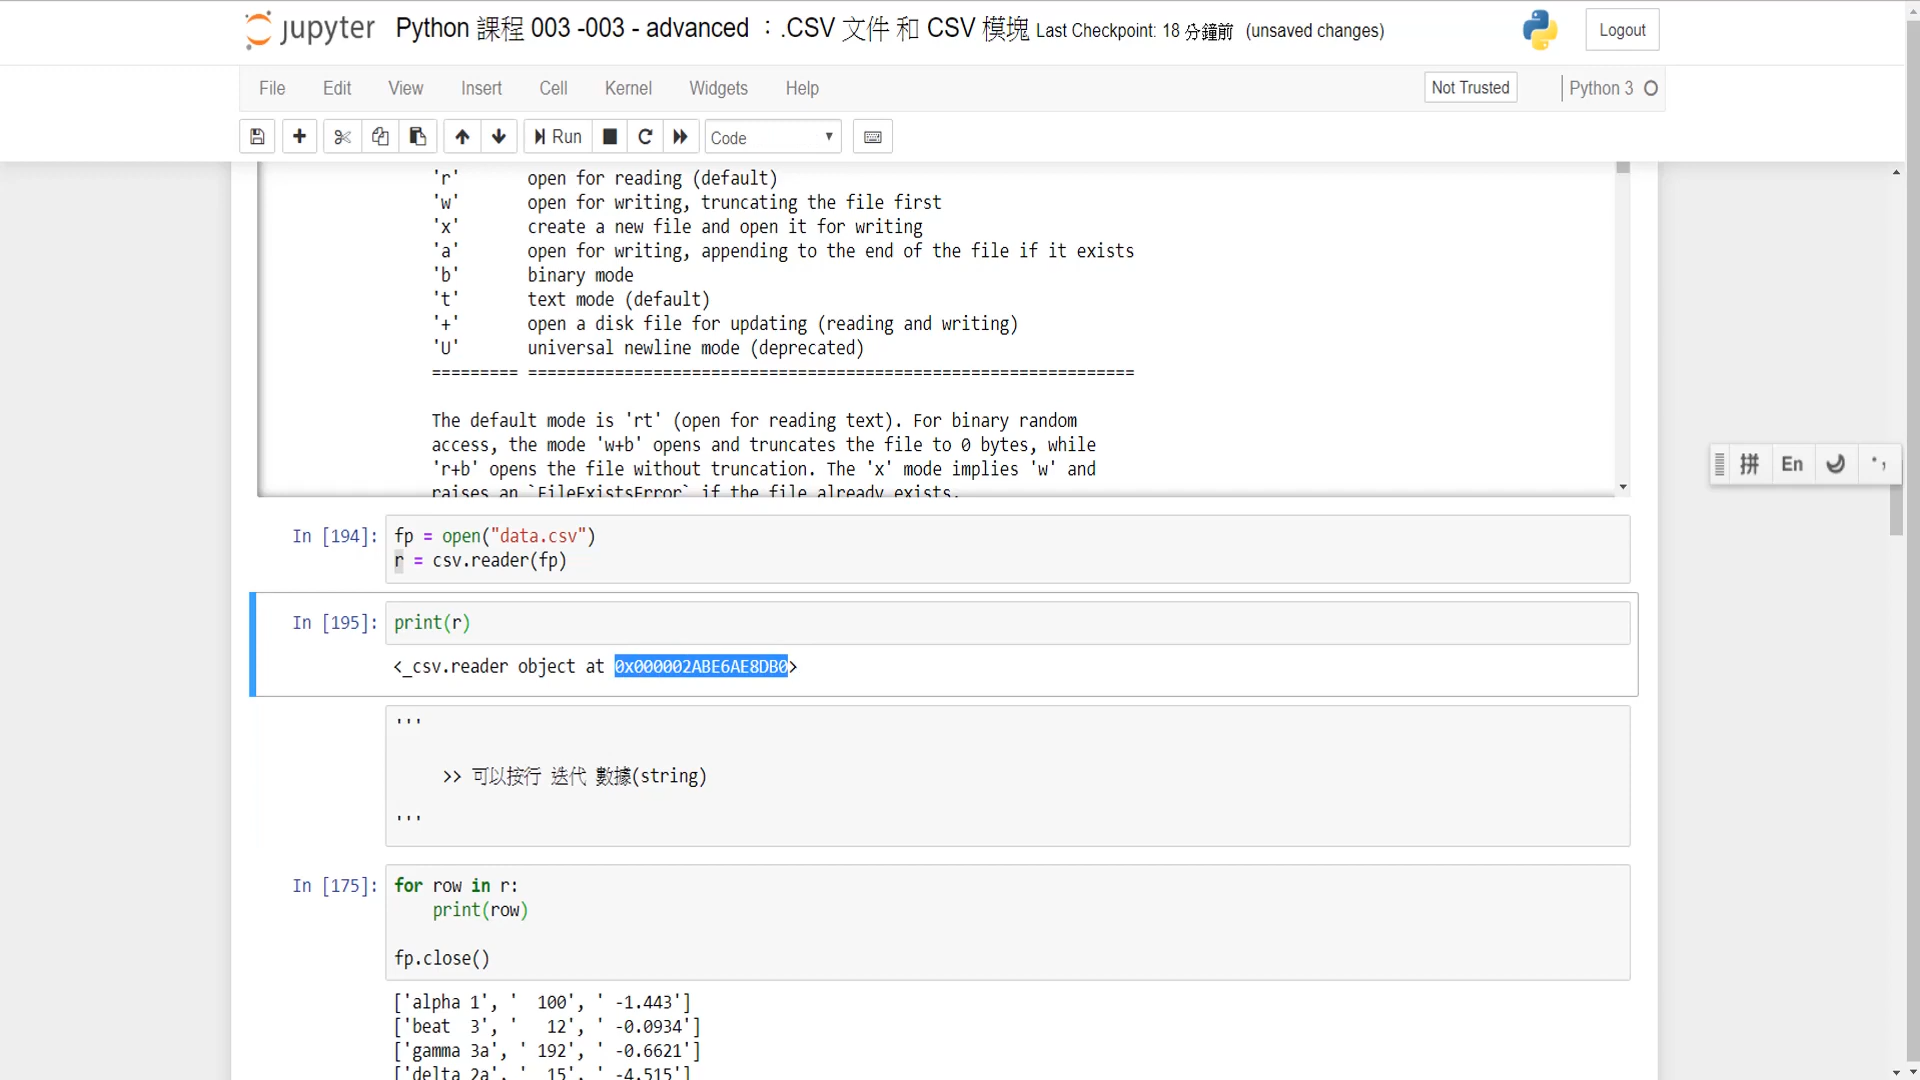 jupyter Python 課程 003 -003 - advanced ：.CSV 文件 和 CSV 模塊 Last Checkpoint: 18 分鐘前 (unsaved changes) Logout
File Edit View Insert Cell Kernel Widgets Help Not Trusted Python 3
Run Code
'r' open for reading (default)
'w' open for writing, truncating the file first
'x' create a new file and open it for writing
'a' open for writing, appending to the end of the file if it exists
'b' binary mode
't' text mode (default)
'+' open a disk file for updating (reading and writing)
'U' universal newline mode (deprecated)
========= ===============================================================
The default mode is 'rt' (open for reading text). For binary random
access, the mode 'w+b' opens and truncates the file to 0 bytes, while
'r+b' opens the file without truncation. The 'x' mode implies 'w' and
raises an `FileExistsError` if the file already exists.
拼 En
In [194]: fp = open("data.csv")
r = csv.reader(fp)
In [195]: print(r)
<_csv.reader object at 0x000002ABE6AE8DB0>
'''
>> 可以按行 迭代 數據(string)
'''
In [175]: for row in r:
print(row)
fp.close()
['alpha 1', '  100', ' -1.443']
['beat  3', '   12', ' -0.0934']
['gamma 3a', ' 192', ' -0.6621']
['delta 2a', '  15', ' -4.515']